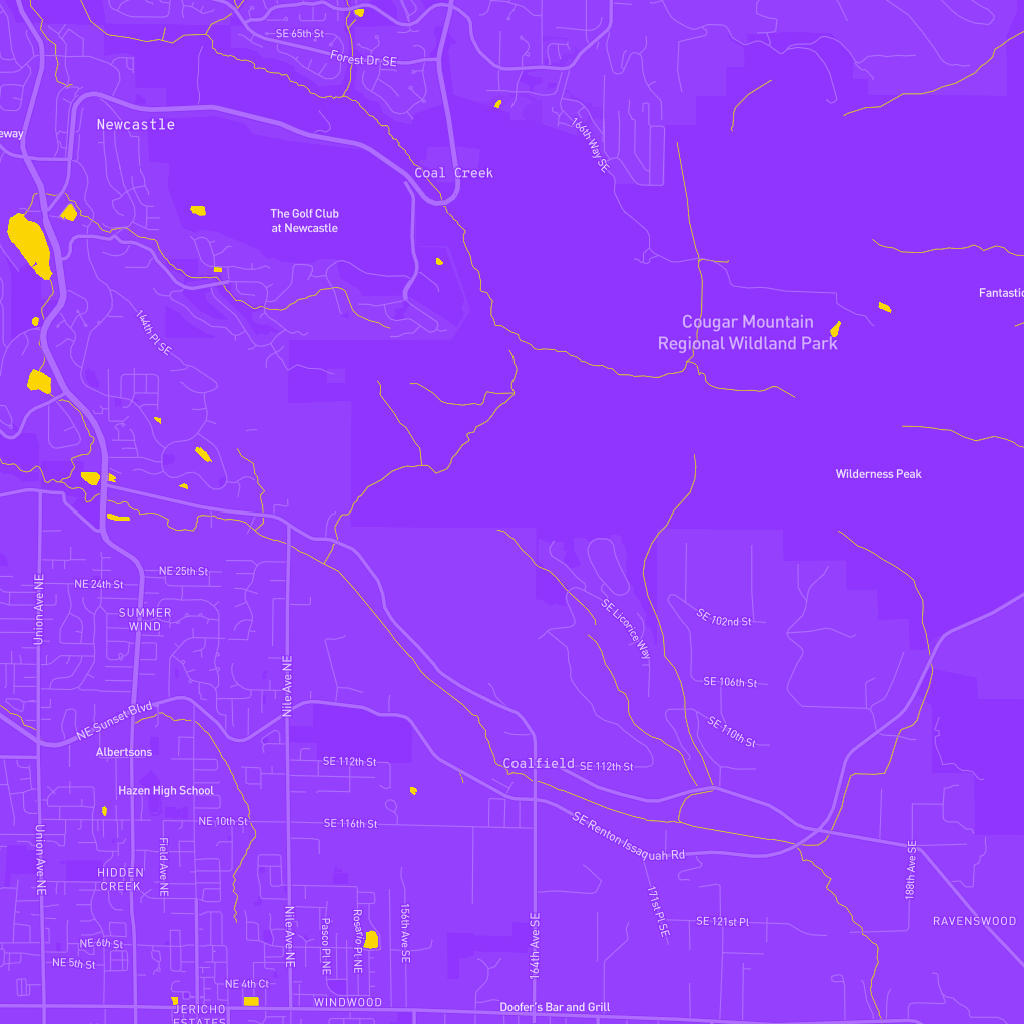 SE 65th St
Forest Dr SE
Newcastle
eway
166th Way SE
Coal Creek
The Golf Club
at Newcastle
Fantastic
144th Pl SE
Cougar Mountain
Regional Wildland Park
Wilderness Peak
NE 25th St
NE 24th St
Union Ave NE
SUMMER
WIND
SE Licorice Way
SE 102nd St
Nile Ave NE
SE 106th St
NE Sunset Blvd
SE 110th St
Albertsons
SE 112th St
Coalfield
SE 112th St
Hazen High School
NE 10th St
SE 116th St
SE Renton Issaquah Rd
Union Ave NE
Field Ave NE
HIDDEN
CREEK
188th Ave SE
171st Pl SE
Nile Ave NE
Pasco Pl NE
Rosario Pl NE
156th Ave SE
164th Ave SE
SE 121st Pl
RAVENSWOOD
NE 6th St
NE 5th St
NE 4th Ct
WINDWOOD
Doofer's Bar and Grill
JERICHO
ESTATES